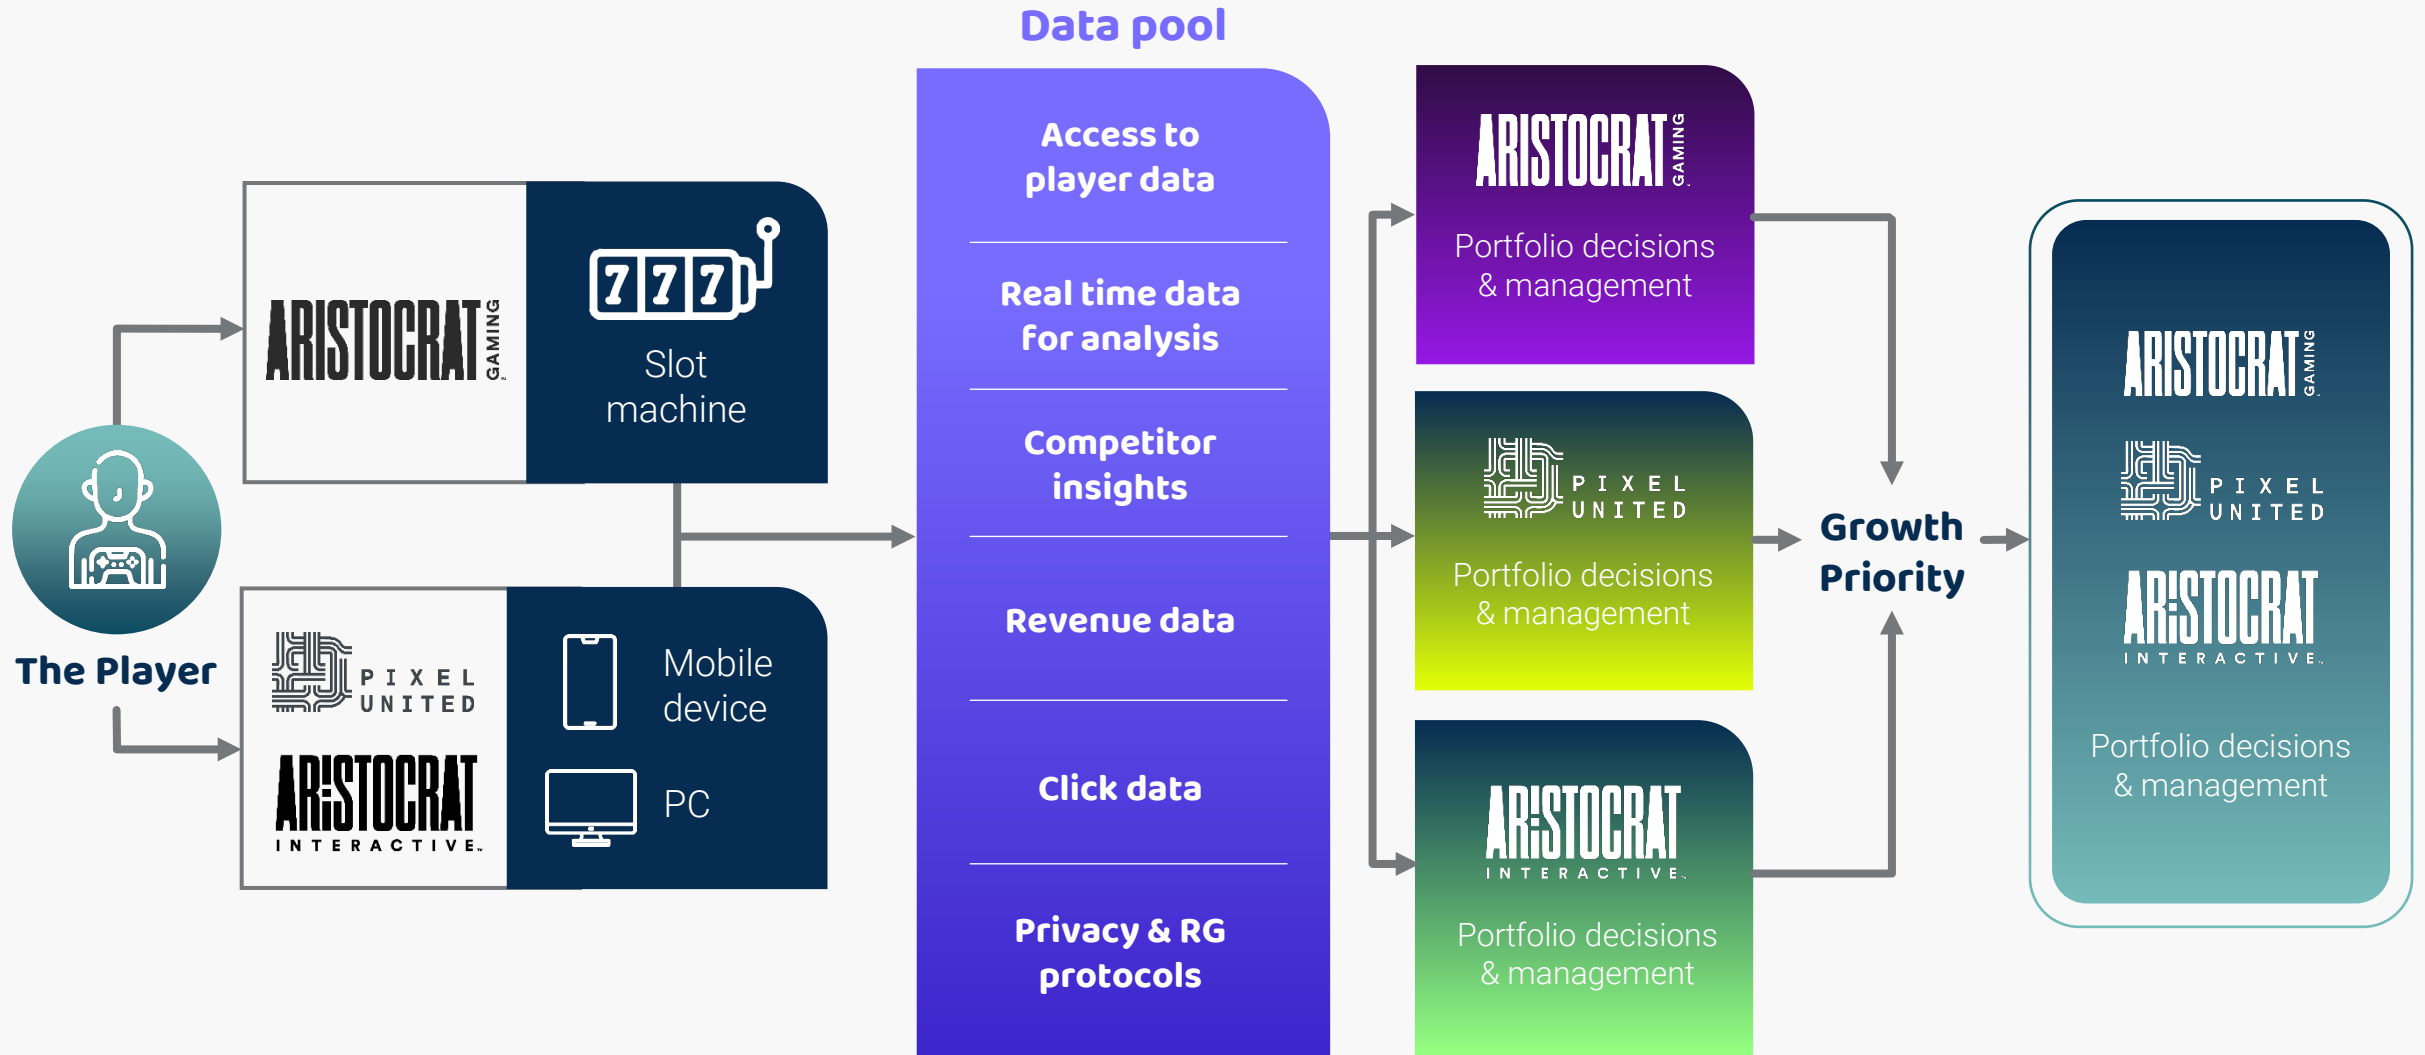 Data pool
The Player
ARISTOCRAT
GAMING
777
Slot
machine
PIXEL
UNITED
ARISTOCRAT
INTERACTIVE
Mobile
device
PC
Access to
player data
Real time data
for analysis
Competitor
insights
Revenue data
Click data
Privacy & RG
protocols
ARISTOCRAT
GAMING
Portfolio decisions
& management
PIXEL
UNITED
Portfolio decisions
& management
ARISTOCRAT
INTERACTIVE
Portfolio decisions
& management
Growth
Priority
ARISTOCRAT
GAMING
PIXEL
UNITED
ARISTOCRAT
INTERACTIVE
Portfolio decisions
& management